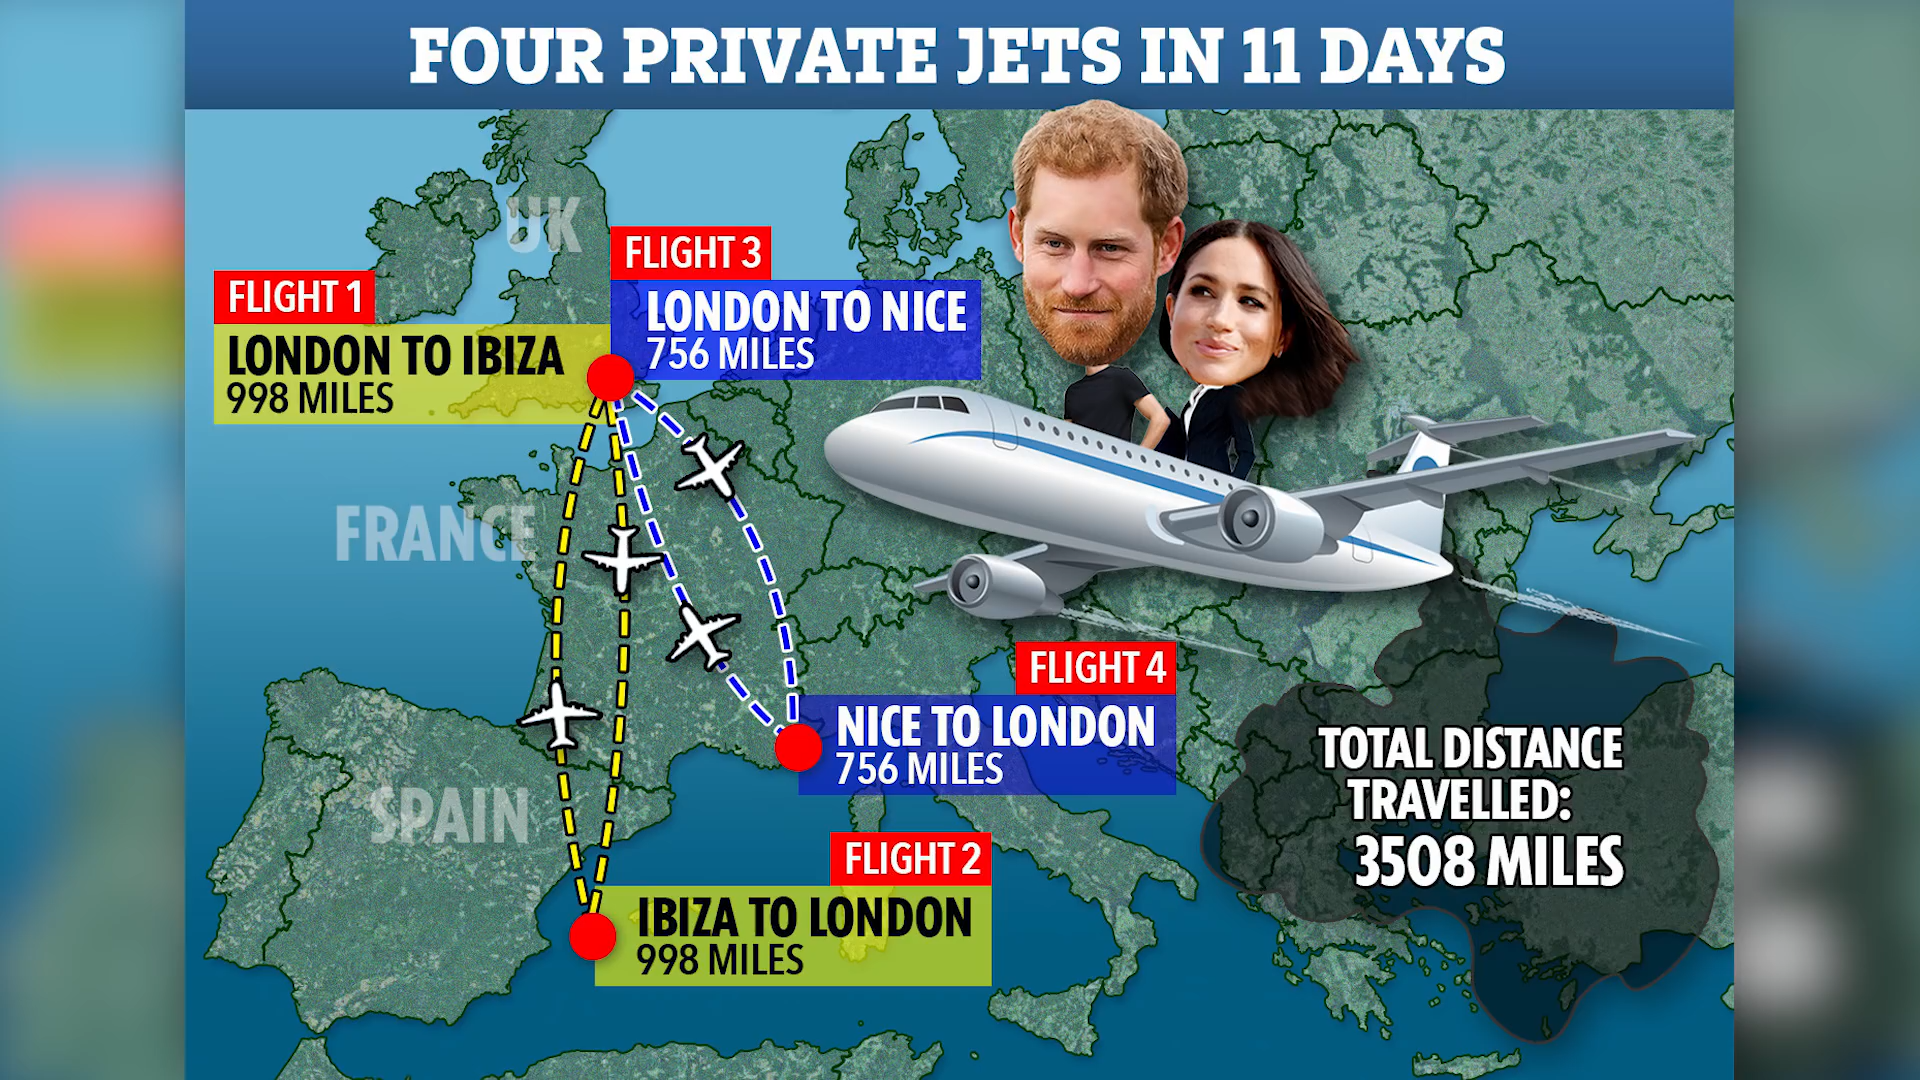 FOUR PRIVATE JETS IN 11 DAYS
UK
FLIGHT 3
LONDON TO NICE
756 MILES
FLIGHT 1
LONDON TO IBIZA
998 MILES
FRANCE
FLIGHT 4
NICE TO LONDON
756 MILES
SPAIN
FLIGHT 2
IBIZA TO LONDON
998 MILES
TOTAL DISTANCE
TRAVELLED:
3508 MILES